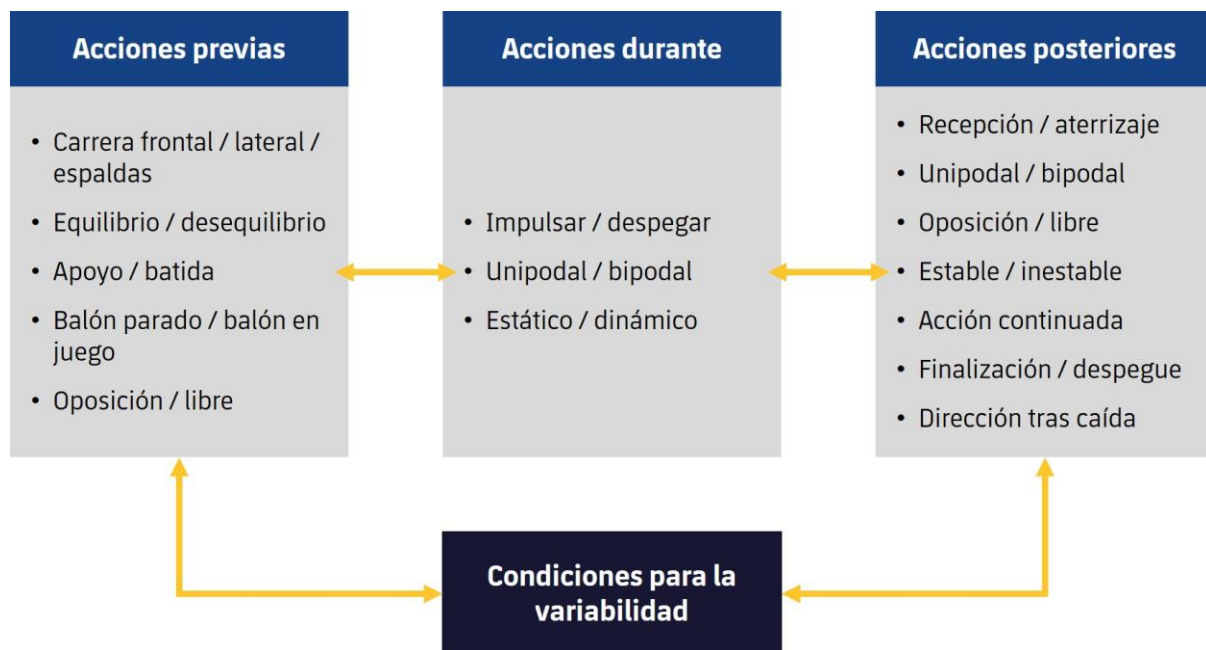 Acciones previas
• Carrera frontal / lateral /
espaldas
• Equilibrio / desequilibrio
• Apoyo / batida
• Balón parado / balón en
juego
• Oposición / libre
Acciones durante
• Impulsar / despegar
• Unipodal / bipodal
• Estático / dinámico
Acciones posteriores
• Recepción / aterrizaje
• Unipodal / bipodal
• Oposición / libre
• Estable / inestable
• Acción continuada
• Finalización / despegue
• Dirección tras caída
Condiciones para la
variabilidad